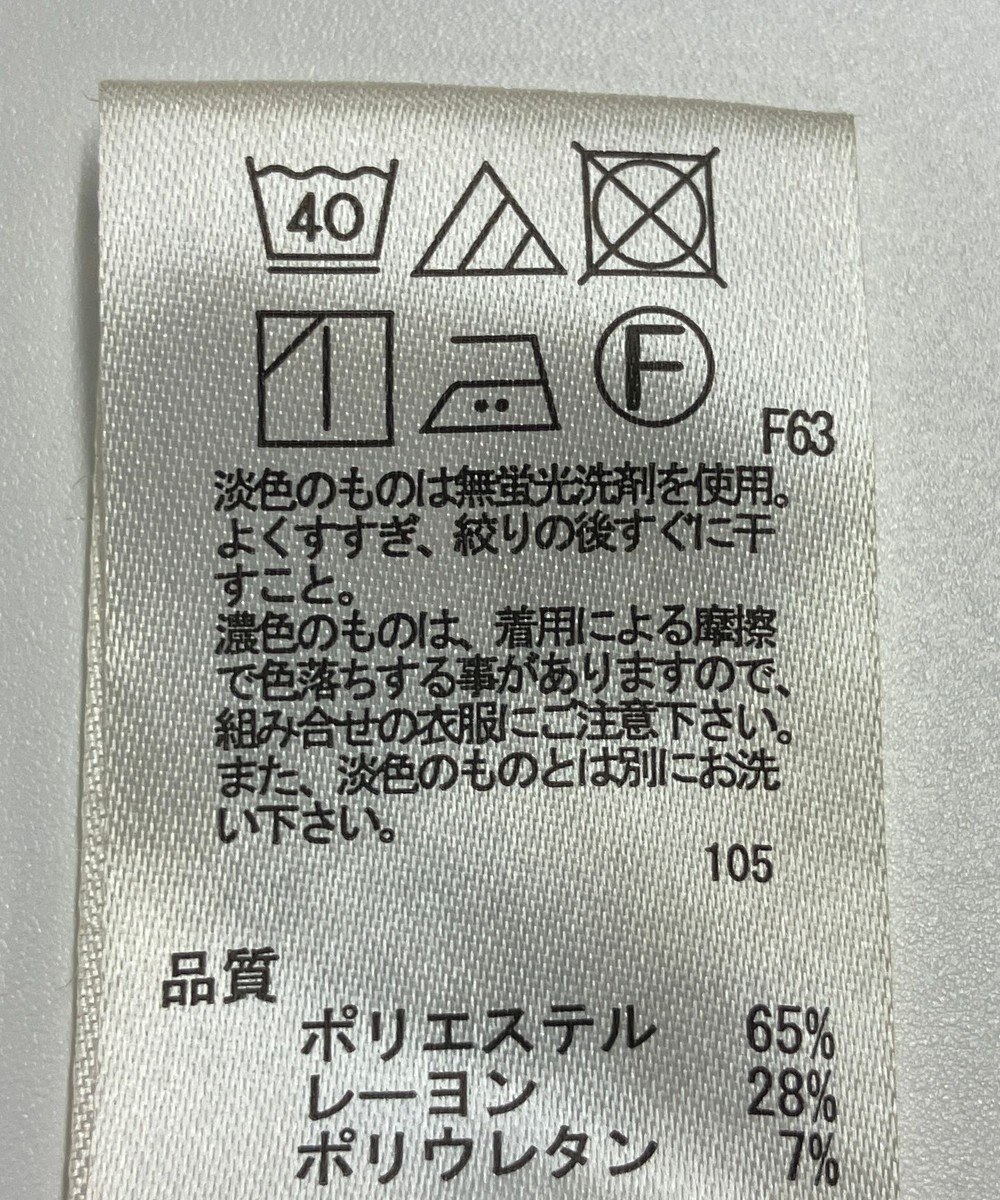 40
F
F63
淡色のものは無蛍光洗剤を使用。
よくすすぎ、絞りの後すぐに干
すこと。
濃色のものは、着用による摩擦
で色落ちする事がありますので、
組み合せの衣服にご注意下さい。
また、淡色のものとは別にお洗
い下さい。
105
品質
ポリエステル 65%
レーヨン 28%
ポリウレタン 7%